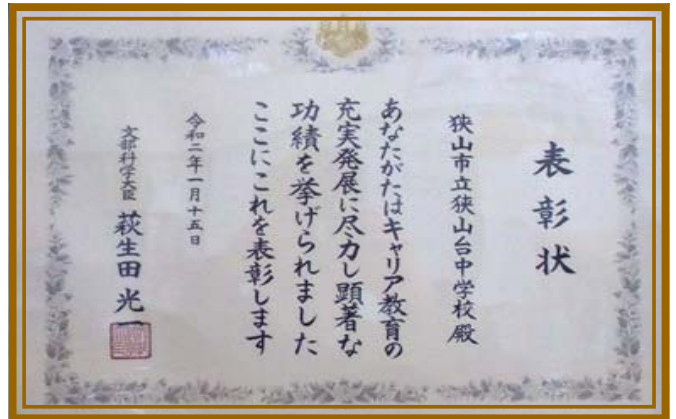 表彰状
狭山市立狭山台中学校殿
あなたがたはキャリア教育の
充実発展に尽力し顕著な
功績を挙げられました
ここにこれを表彰します
令和二年一月十五日
文部科学大臣 萩生田光一